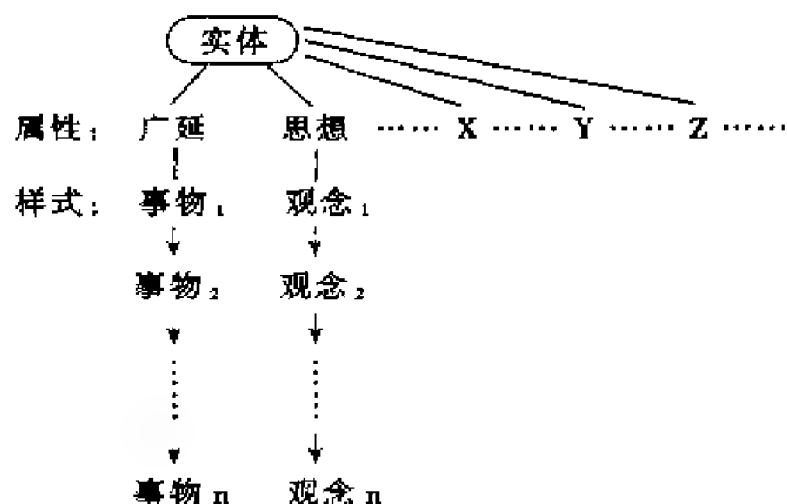 实体
属性： 广延 思想 ······ X ······ Y ······ Z ······
样式： 事物₁ 观念₁
事物₂ 观念₂
事物n 观念n